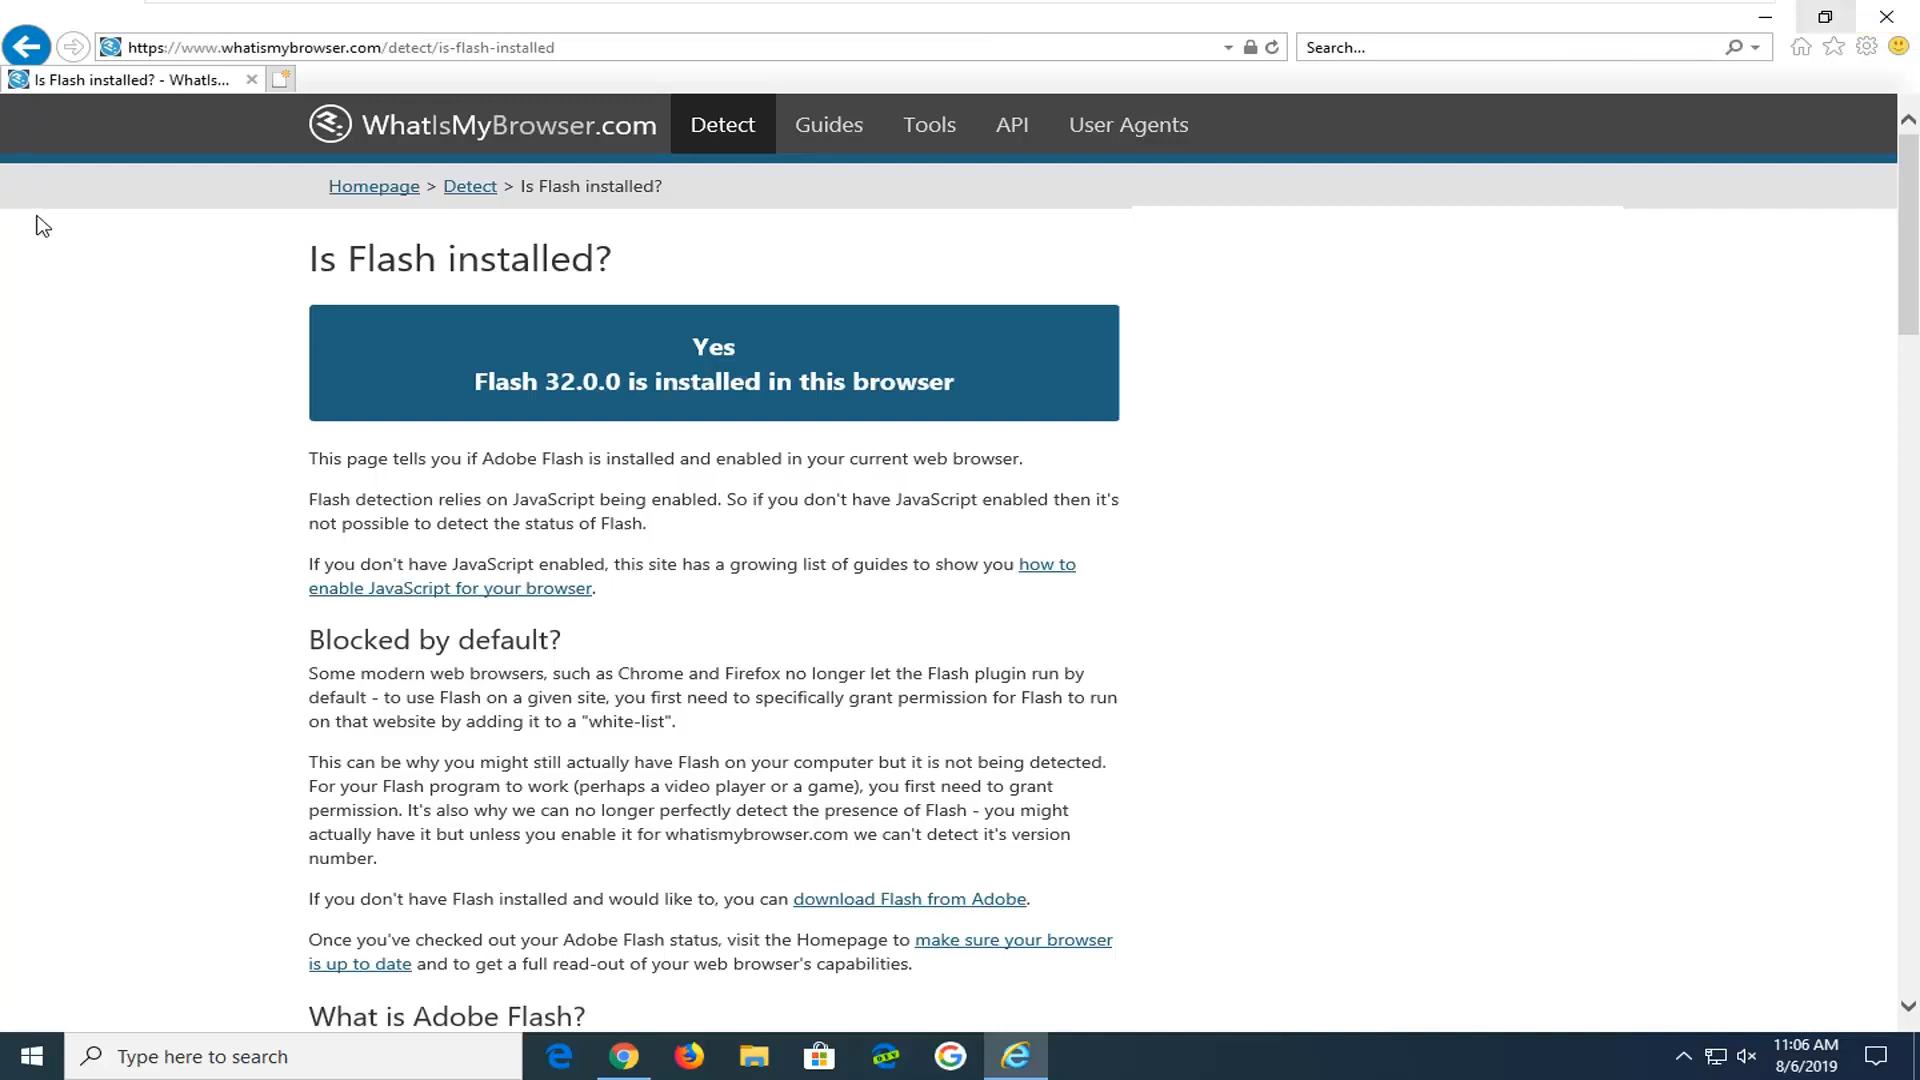 https://www.whatismybrowser.com/detect/is-flash-installed
Search...
Is Flash installed? - WhatIs...
WhatIsMyBrowser.com
Detect
Guides
Tools
API
User Agents
Homepage > Detect > Is Flash installed?
Is Flash installed?
Yes
Flash 32.0.0 is installed in this browser
This page tells you if Adobe Flash is installed and enabled in your current web browser.
Flash detection relies on JavaScript being enabled. So if you don't have JavaScript enabled then it's
not possible to detect the status of Flash.
If you don't have JavaScript enabled, this site has a growing list of guides to show you how to
enable JavaScript for your browser.
Blocked by default?
Some modern web browsers, such as Chrome and Firefox no longer let the Flash plugin run by
default - to use Flash on a given site, you first need to specifically grant permission for Flash to run
on that website by adding it to a "white-list".
This can be why you might still actually have Flash on your computer but it is not being detected.
For your Flash program to work (perhaps a video player or a game), you first need to grant
permission. It's also why we can no longer perfectly detect the presence of Flash - you might
actually have it but unless you enable it for whatismybrowser.com we can't detect it's version
number.
If you don't have Flash installed and would like to, you can download Flash from Adobe.
Once you've checked out your Adobe Flash status, visit the Homepage to make sure your browser
is up to date and to get a full read-out of your web browser's capabilities.
What is Adobe Flash?
Type here to search
11:06 AM
8/6/2019